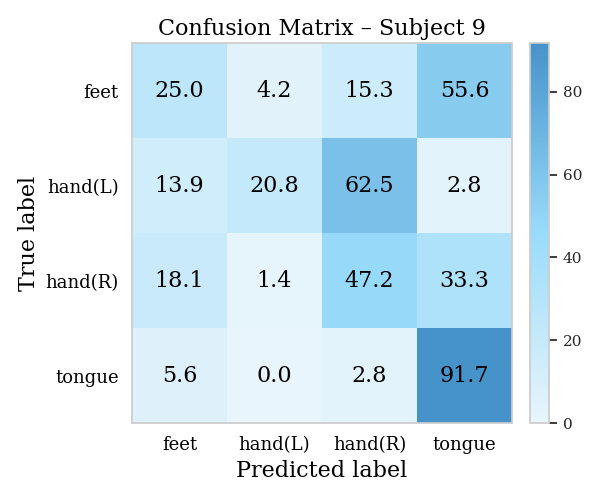 Confusion Matrix – Subject 9
feet 25.0 4.2 15.3 55.6
hand(L) 13.9 20.8 62.5 2.8
hand(R) 18.1 1.4 47.2 33.3
tongue 5.6 0.0 2.8 91.7
feet hand(L) hand(R) tongue
Predicted label
True label
80
60
40
20
0